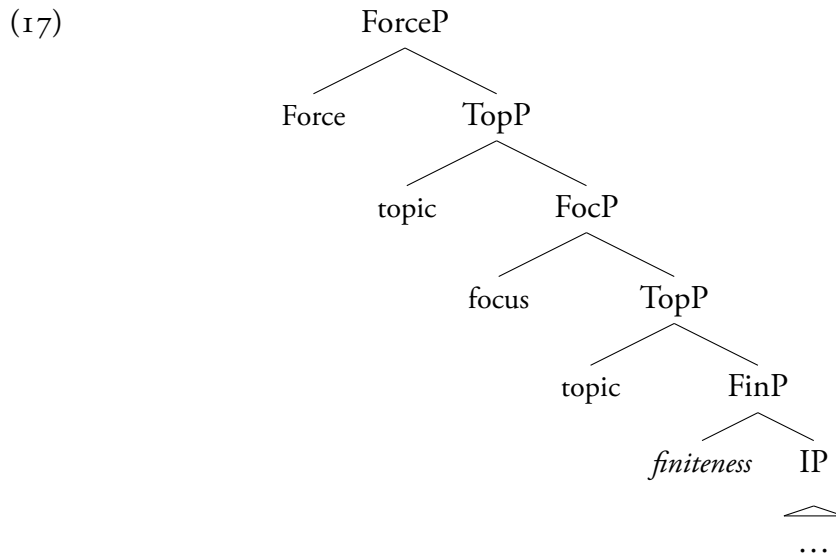 (17)
ForceP
Force TopP
topic FocP
focus TopP
topic FinP
finiteness IP
...